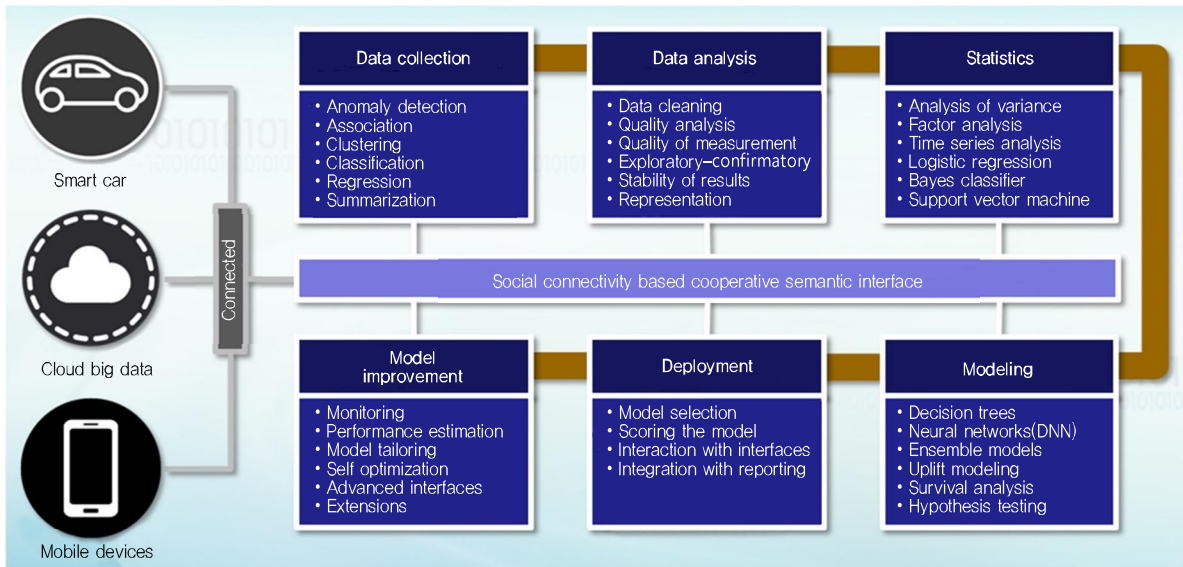 Smart car
Cloud big data
Mobile devices
Connected
Data collection
• Anomaly detection
• Association
• Clustering
• Classification
• Regression
• Summarization
Data analysis
• Data cleaning
• Quality analysis
• Quality of measurement
• Exploratory-confirmatory
• Stability of results
• Representation
Statistics
• Analysis of variance
• Factor analysis
• Time series analysis
• Logistic regression
• Bayes classifier
• Support vector machine
Social connectivity based cooperative semantic interface
Model
improvement
• Monitoring
• Performance estimation
• Model tailoring
• Self optimization
• Advanced interfaces
• Extensions
Deployment
• Model selection
• Scoring the model
• Interaction with interfaces
• Integration with reporting
Modeling
• Decision trees
• Neural networks(DNN)
• Ensemble models
• Uplift modeling
• Survival analysis
• Hypothesis testing